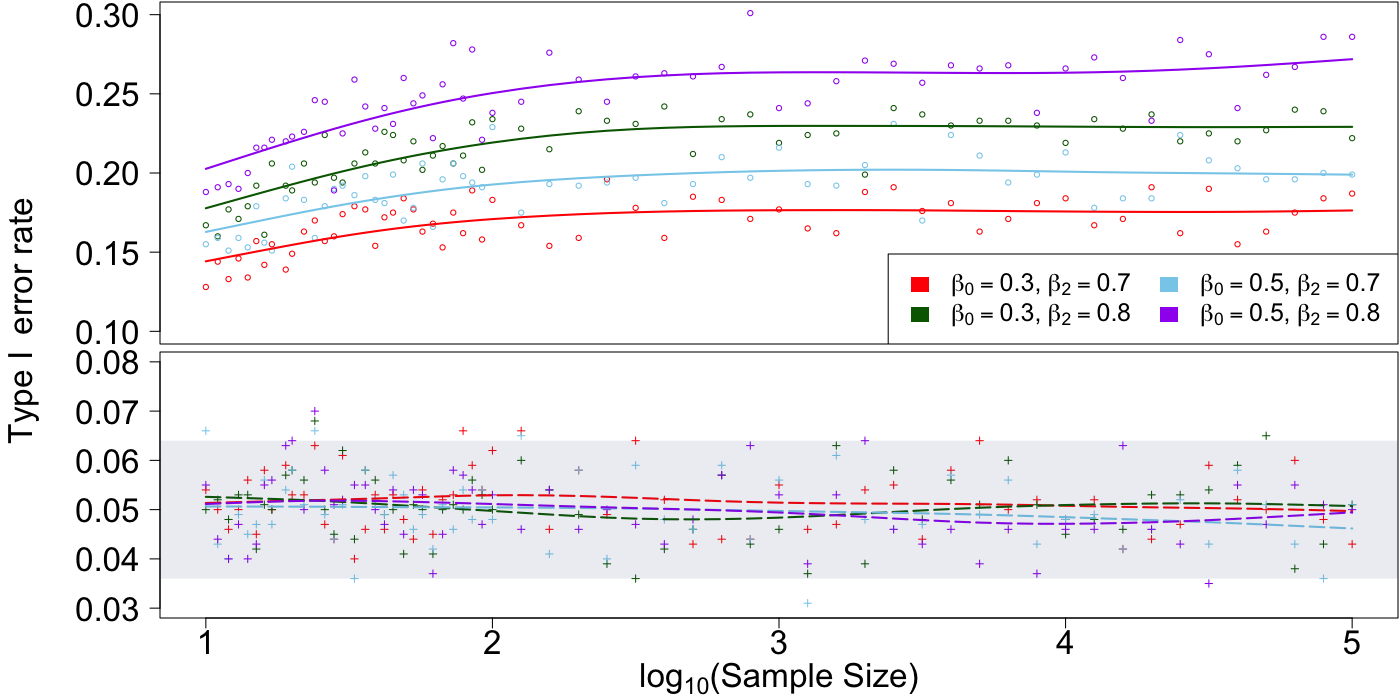 0.30
0.25
0.20
0.15
0.10
β₀ = 0.3, β₂ = 0.7
β₀ = 0.5, β₂ = 0.7
β₀ = 0.3, β₂ = 0.8
β₀ = 0.5, β₂ = 0.8
Type I error rate
0.08
0.07
0.06
0.05
0.04
0.03
1 2 3 4 5
log₁₀(Sample Size)